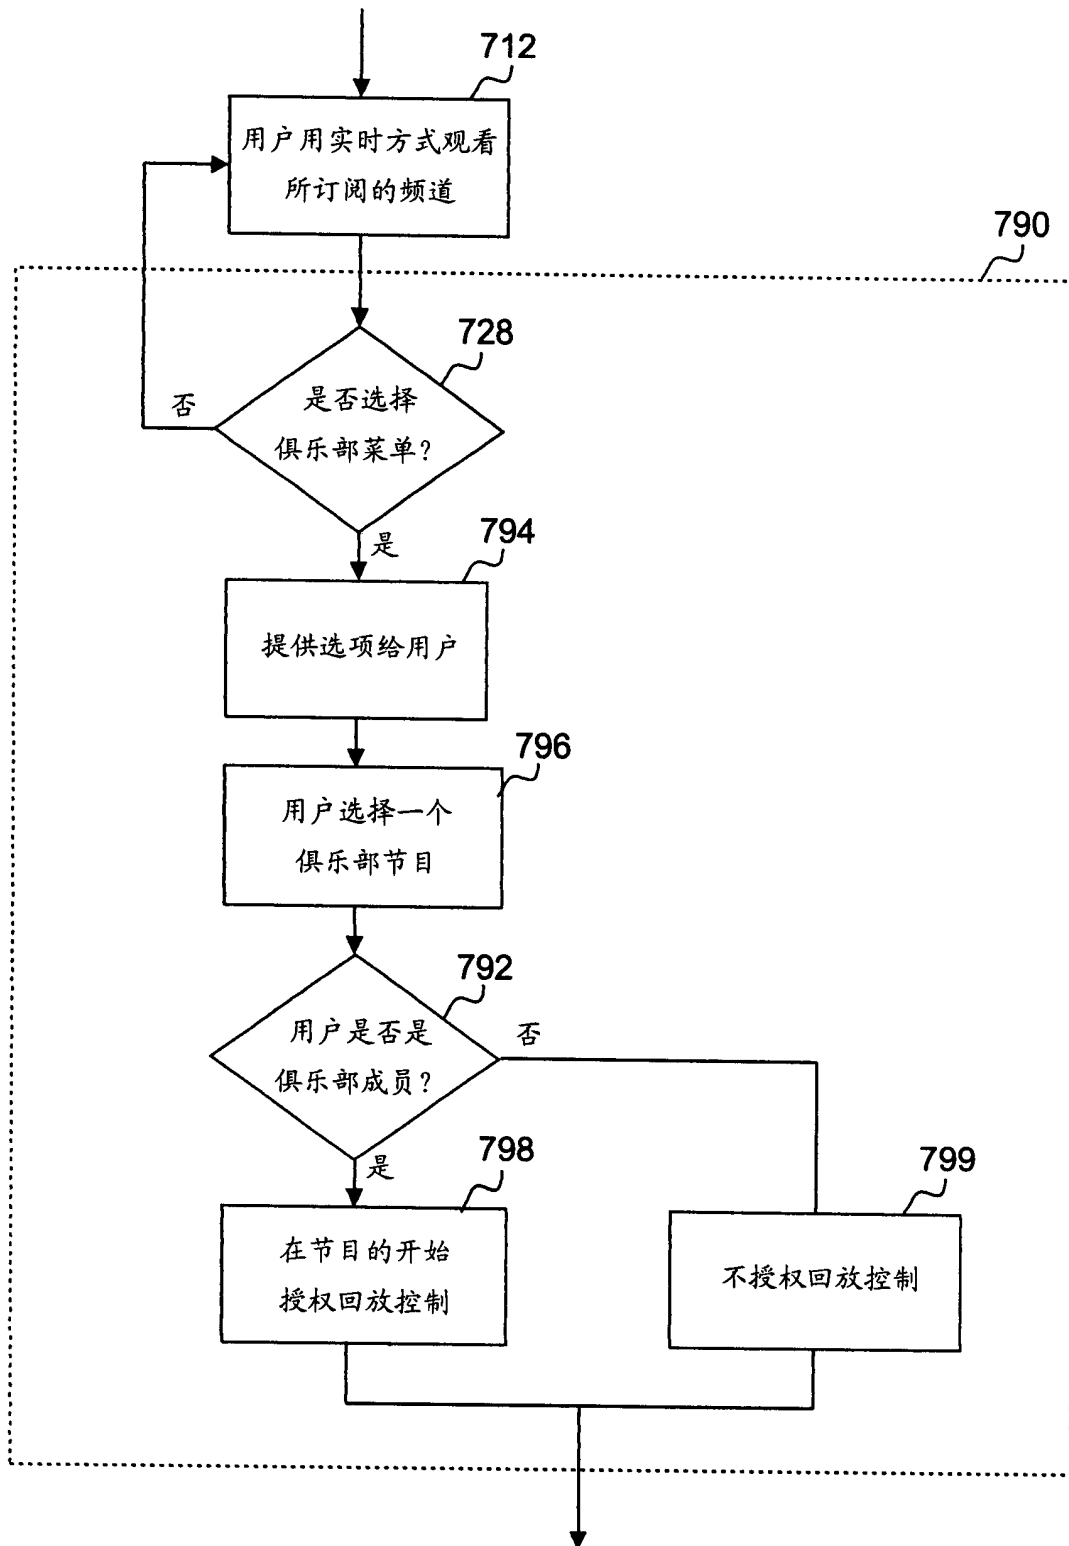 712
用户用实时方式观看
所订阅的频道
790
728
是否选择
俱乐部菜单?
否
是
794
提供选项给用户
796
用户选择一个
俱乐部节目
792
用户是否是
俱乐部成员?
否
是
798
在节目的开始
授权回放控制
799
不授权回放控制